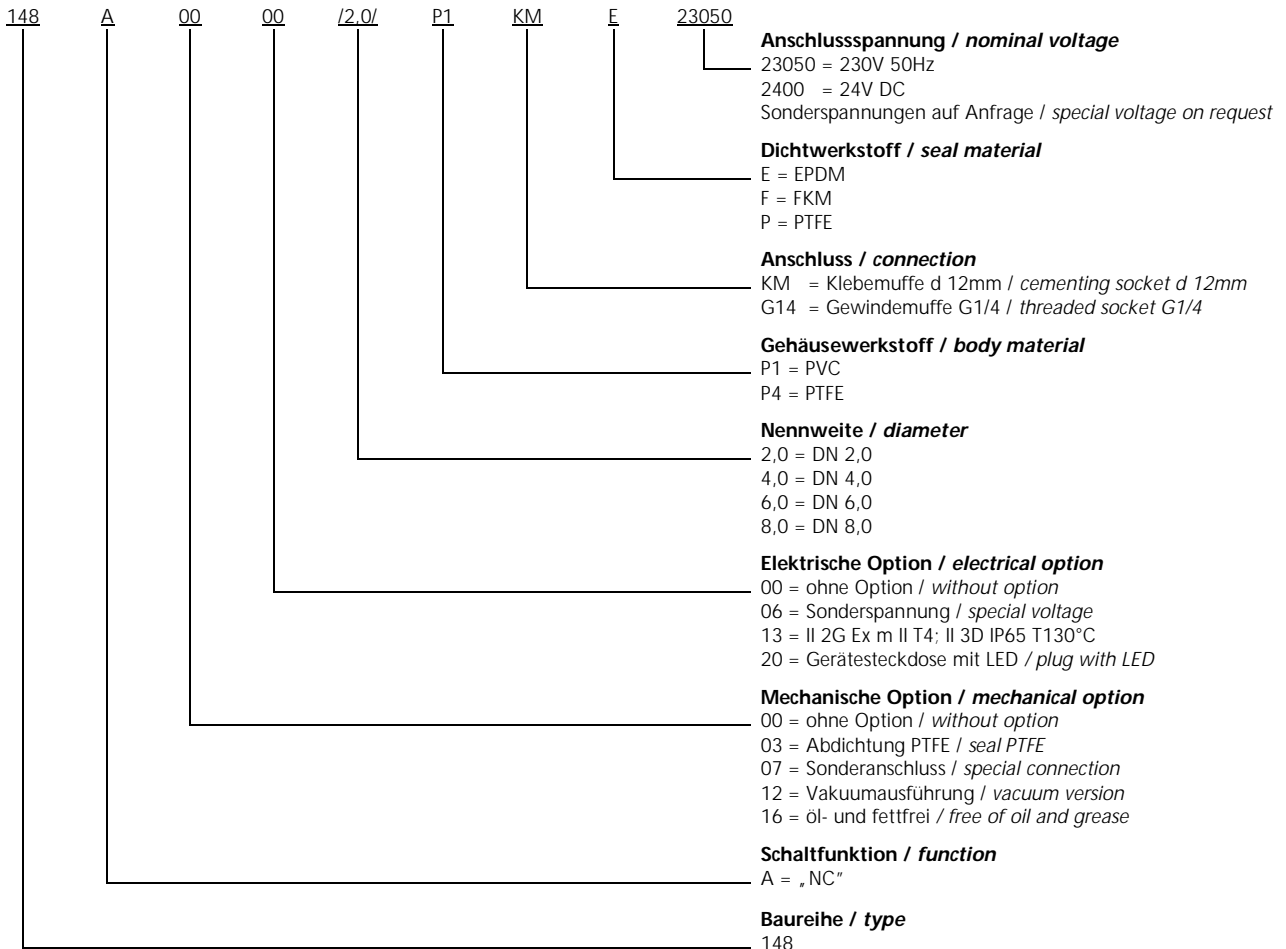 148 A 00 00 /2,0/ P1 KM E 23050
Anschlussspannung / nominal voltage
23050 = 230V 50Hz
2400 = 24V DC
Sonderspannungen auf Anfrage / special voltage on request
Dichtwerkstoff / seal material
E = EPDM
F = FKM
P = PTFE
Anschluss / connection
KM = Klebemuffe d 12mm / cementing socket d 12mm
G14 = Gewindemuffe G1/4 / threaded socket G1/4
Gehäusewerkstoff / body material
P1 = PVC
P4 = PTFE
Nennweite / diameter
2,0 = DN 2,0
4,0 = DN 4,0
6,0 = DN 6,0
8,0 = DN 8,0
Elektrische Option / electrical option
00 = ohne Option / without option
06 = Sonderspannung / special voltage
13 = II 2G Ex m II T4; II 3D IP65 T130°C
20 = Gerätesteckdose mit LED / plug with LED
Mechanische Option / mechanical option
00 = ohne Option / without option
03 = Abdichtung PTFE / seal PTFE
07 = Sonderanschluss / special connection
12 = Vakuumausführung / vacuum version
16 = öl- und fettfrei / free of oil and grease
Schaltfunktion / function
A = „NC"
Baureihe / type
148